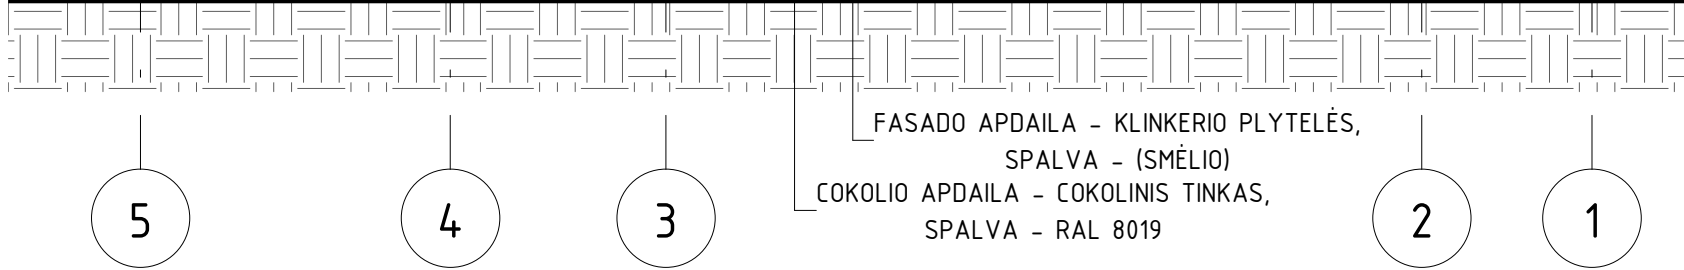 FASADO APDAILA - KLINKERIO PLYTELĖS,
SPALVA - (SMĖLIO)
COKOLIO APDAILA - COKOLINIS TINKAS,
SPALVA - RAL 8019
5
4
3
2
1